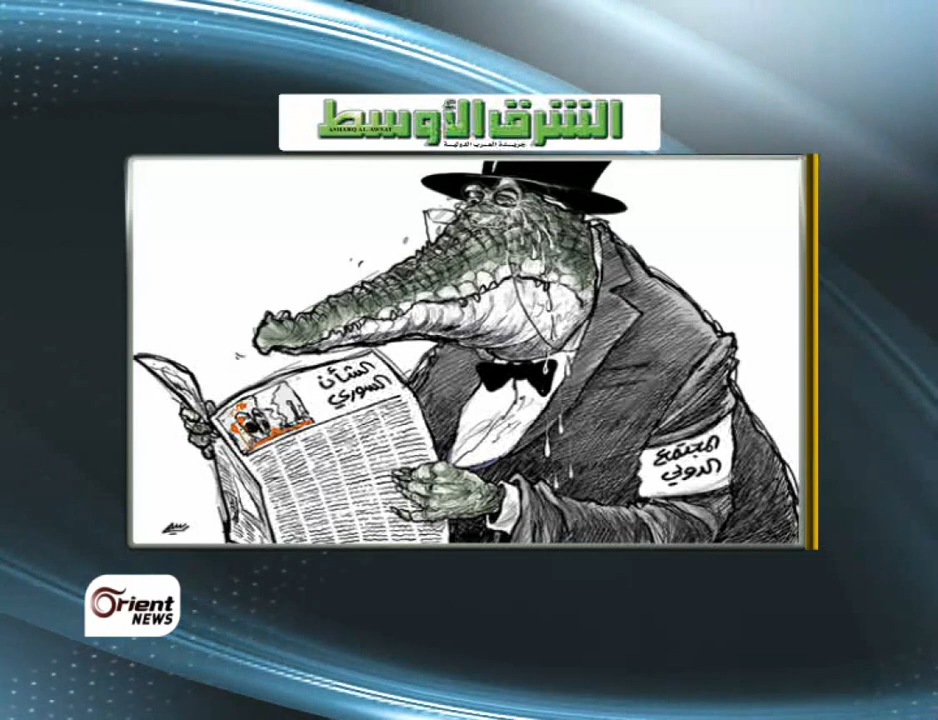 الشرق الأوسط
ASHARQ AL-AWSAT
جريدة العرب الدولية
الشأن
السوري
المجتمع
الدولي
Orient
NEWS